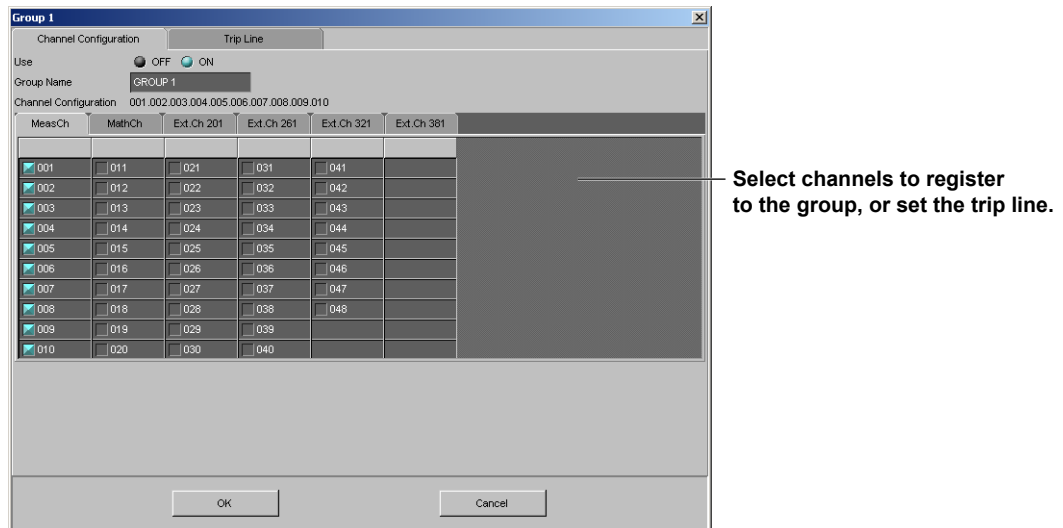 Group 1
Channel Configuration Trip Line
Use OFF ON
Group Name GROUP 1
Channel Configuration 001.002.003.004.005.006.007.008.009.010
MeasCh MathCh Ext.Ch 201 Ext.Ch 261 Ext.Ch 321 Ext.Ch 381
001 011 021 031 041
002 012 022 032 042
003 013 023 033 043
004 014 024 034 044
005 015 025 035 045
006 016 026 036 046
007 017 027 037 047
008 018 028 038 048
009 019 029 039
010 020 030 040
OK Cancel
Select channels to register
to the group, or set the trip line.